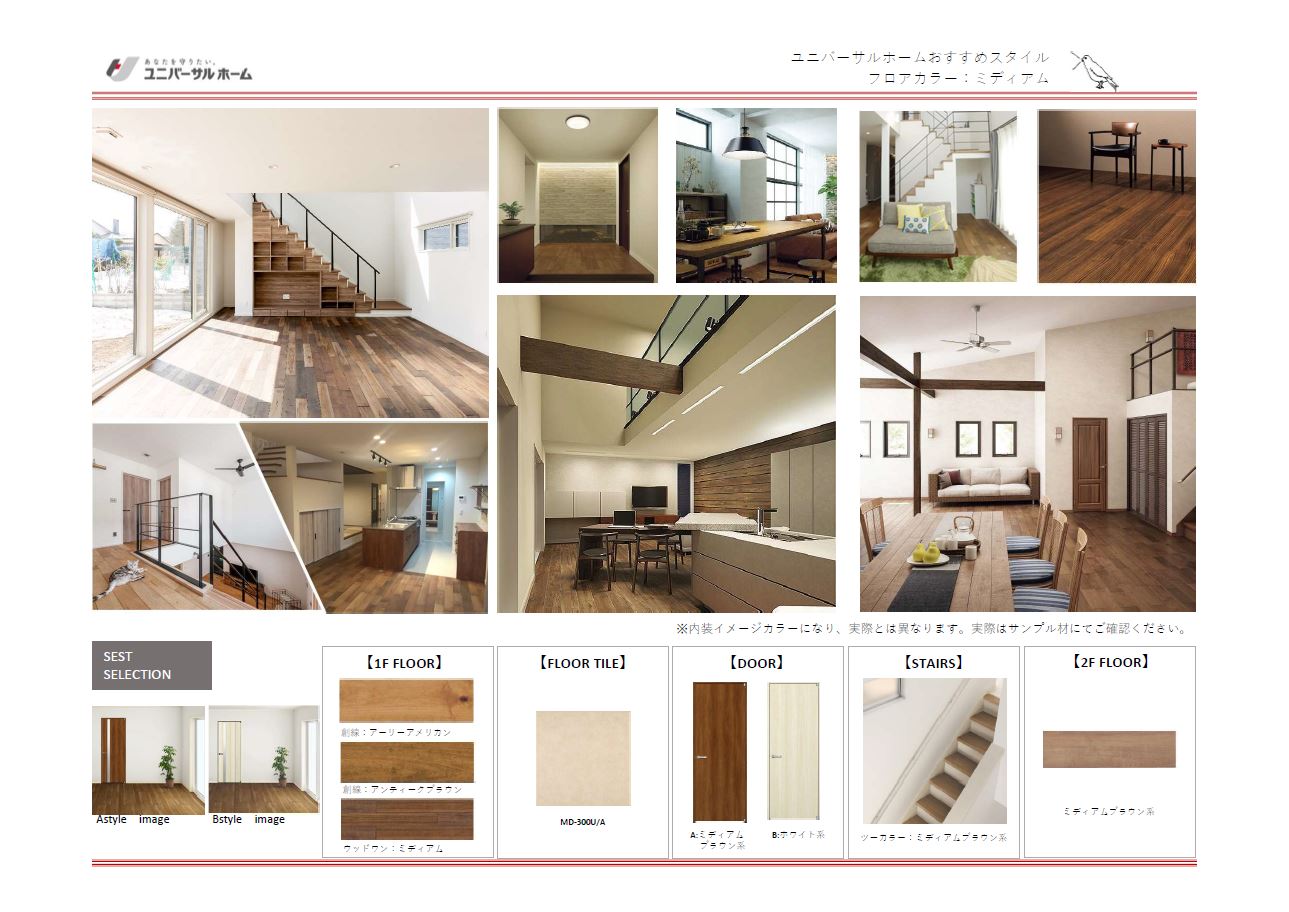 あなたを守りたい。
ユニバーサルホーム
ユニバーサルホームおすすめスタイル
フロアカラー：ミディアム
※内装イメージカラーになり、実際とは異なります。実際はサンプル材にてご確認ください。
SEST
SELECTION
Astyle image
Bstyle image
【1F FLOOR】
創線：アーリーアメリカン
創線：アンティークブラウン
ウッドワン：ミディアム
【FLOOR TILE】
MD-300U/A
【DOOR】
A:ミディアム
ブラウン系
B:ホワイト系
【STAIRS】
ツーカラー：ミディアムブラウン系
【2F FLOOR】
ミディアムブラウン系